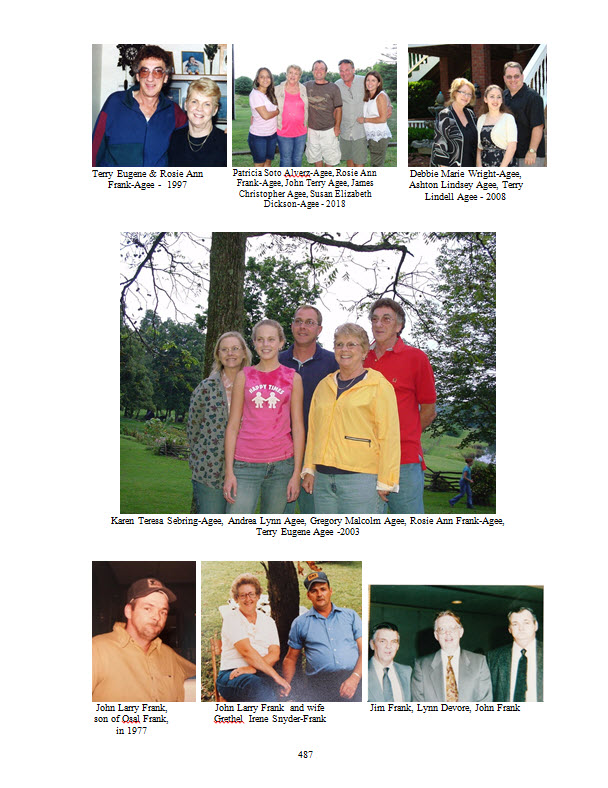 Terry Eugene & Rosie Ann
Frank-Agee - 1997
Patricia Soto Alverz-Agee, Rosie Ann
Frank-Agee, John Terry Agee, James
Christopher Agee, Susan Elizabeth
Dickson-Agee - 2018
Debbie Marie Wright-Agee,
Ashton Lindsey Agee, Terry
Lindell Agee - 2008
HAPPY TIMES
Karen Teresa Sebring-Agee, Andrea Lynn Agee, Gregory Malcolm Agee, Rosie Ann Frank-Agee,
Terry Eugene Agee -2003
John Larry Frank,
son of Osal Frank,
in 1977
John Larry Frank and wife
Grethel Irene Snyder-Frank
Jim Frank, Lynn Devore, John Frank
487